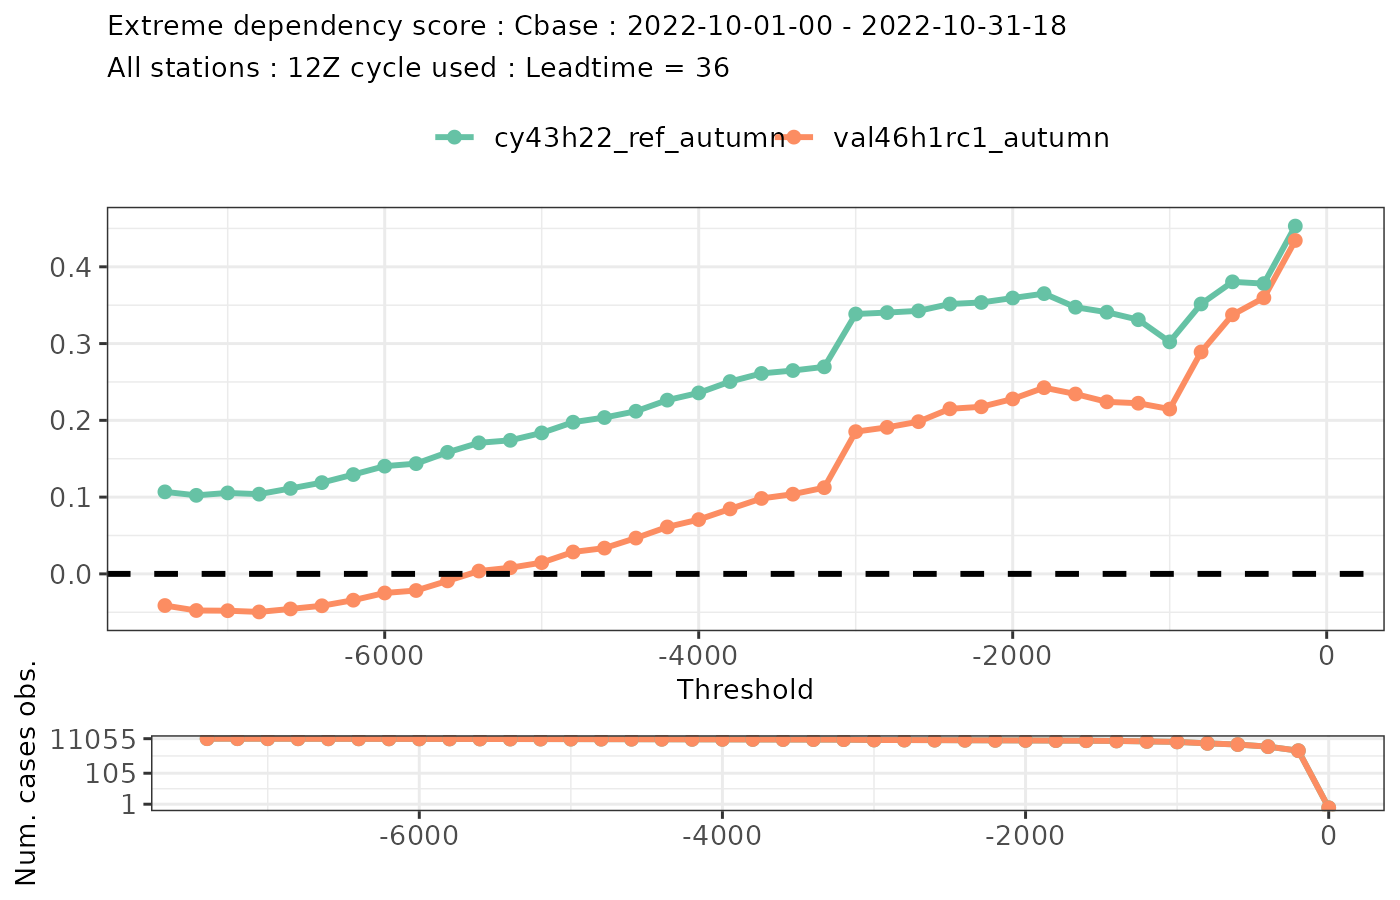 Extreme dependency score : Cbase : 2022-10-01-00 - 2022-10-31-18
All stations : 12Z cycle used : Leadtime = 36
cy43h22_ref_autumn val46h1rc1_autumn
0.4
0.3
0.2
0.1
0.0
-6000 -4000 -2000 0
Threshold
Num. cases obs.
11055
105
1
-6000 -4000 -2000 0